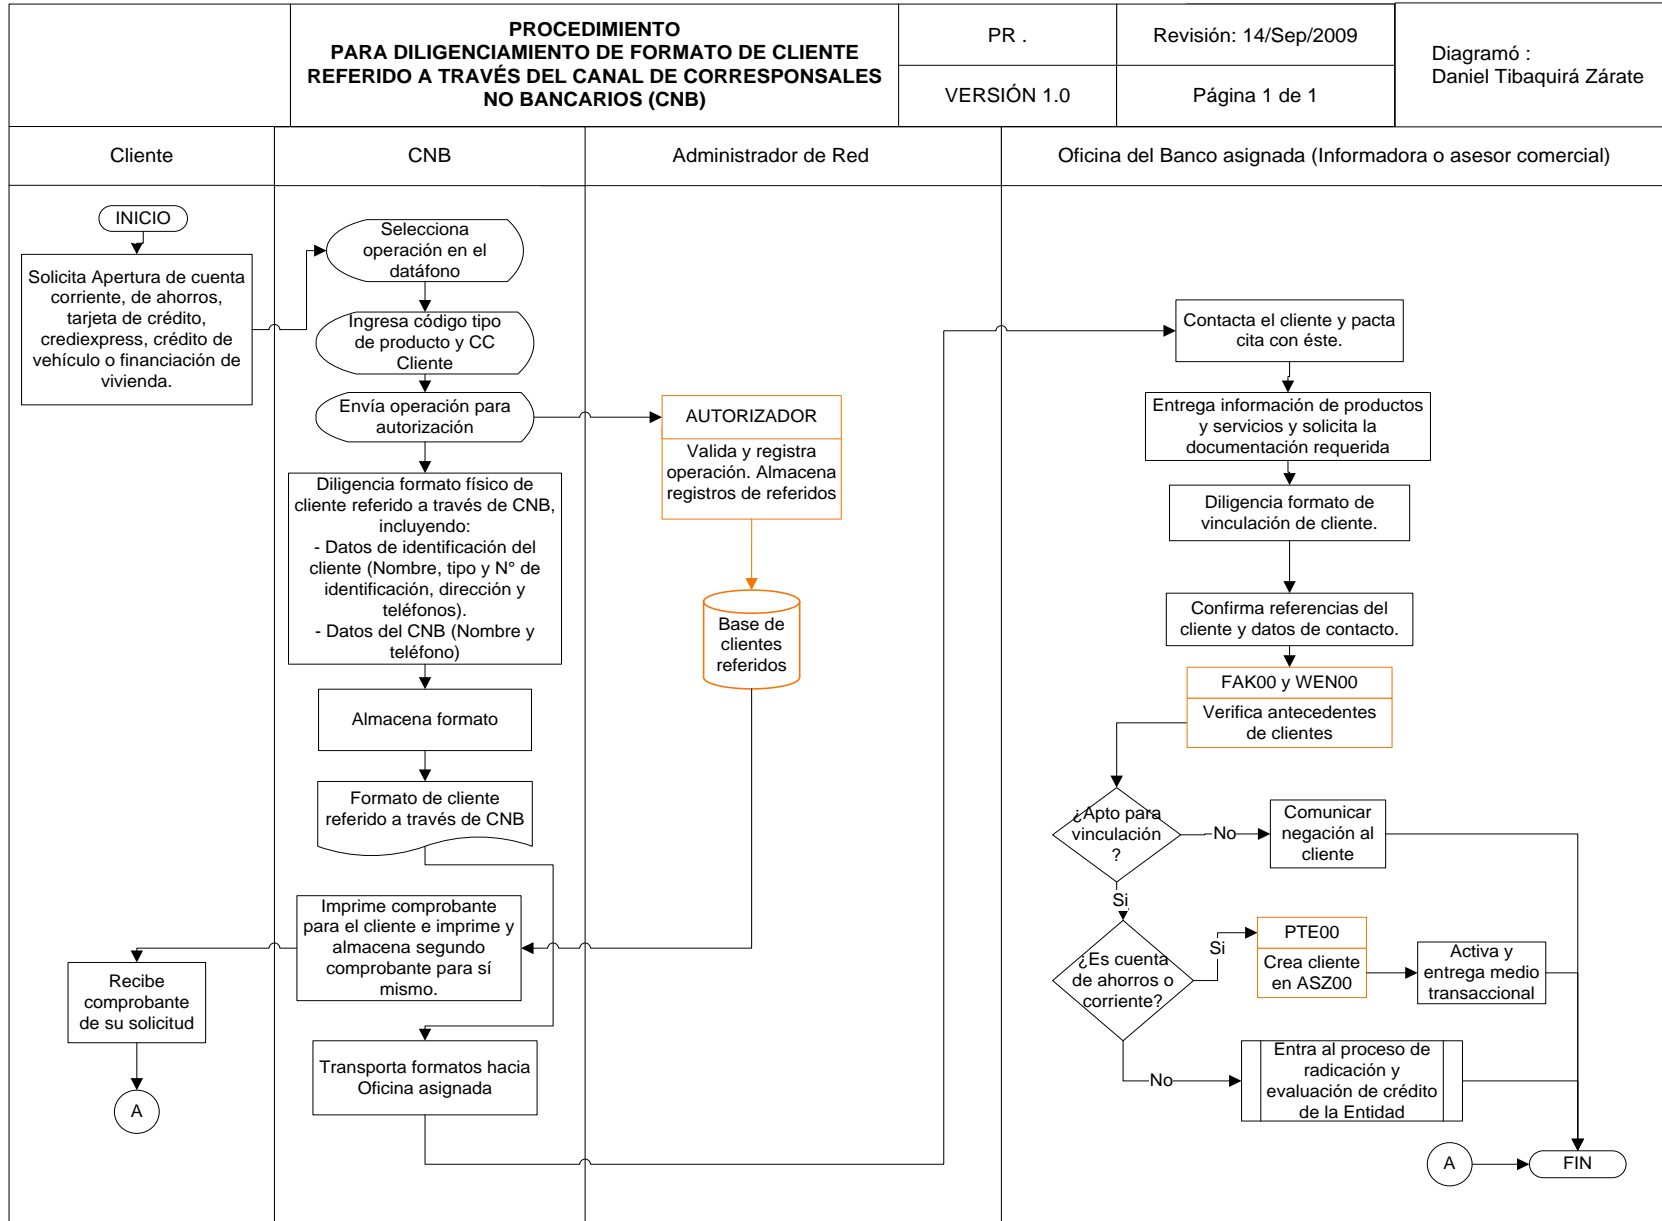 PROCEDIMIENTO
PARA DILIGENCIAMIENTO DE FORMATO DE CLIENTE
REFERIDO A TRAVÉS DEL CANAL DE CORRESPONSALES
NO BANCARIOS (CNB)
PR .
Revisión: 14/Sep/2009
VERSIÓN 1.0
Página 1 de 1
Diagramó :
Daniel Tibaquirá Zárate
Cliente
CNB
Administrador de Red
Oficina del Banco asignada (Informadora o asesor comercial)
INICIO
Solicita Apertura de cuenta
corriente, de ahorros,
tarjeta de crédito,
crediexpress, crédito de
vehículo o financiación de
vivienda.
Recibe
comprobante
de su solicitud
A
Selecciona
operación en el
datáfono
Ingresa código tipo
de producto y CC
Cliente
Envía operación para
autorización
Diligencia formato físico de
cliente referido a través de CNB,
incluyendo:
- Datos de identificación del
cliente (Nombre, tipo y N° de
identificación, dirección y
teléfonos).
- Datos del CNB (Nombre y
teléfono)
Almacena formato
Formato de cliente
referido a través de CNB
Imprime comprobante
para el cliente e imprime y
almacena segundo
comprobante para sí
mismo.
Transporta formatos hacia
Oficina asignada
AUTORIZADOR
Valida y registra
operación. Almacena
registros de referidos
Base de
clientes
referidos
Contacta el cliente y pacta
cita con éste.
Entrega información de productos
y servicios y solicita la
documentación requerida
Diligencia formato de
vinculación de cliente.
Confirma referencias del
cliente y datos de contacto.
FAK00 y WEN00
Verifica antecedentes
de clientes
¿Apto para
vinculación
?
No
Comunicar
negación al
cliente
Si
¿Es cuenta
de ahorros o
corriente?
Si
PTE00
Crea cliente
en ASZ00
Activa y
entrega medio
transaccional
No
Entra al proceso de
radicación y
evaluación de crédito
de la Entidad
A
FIN